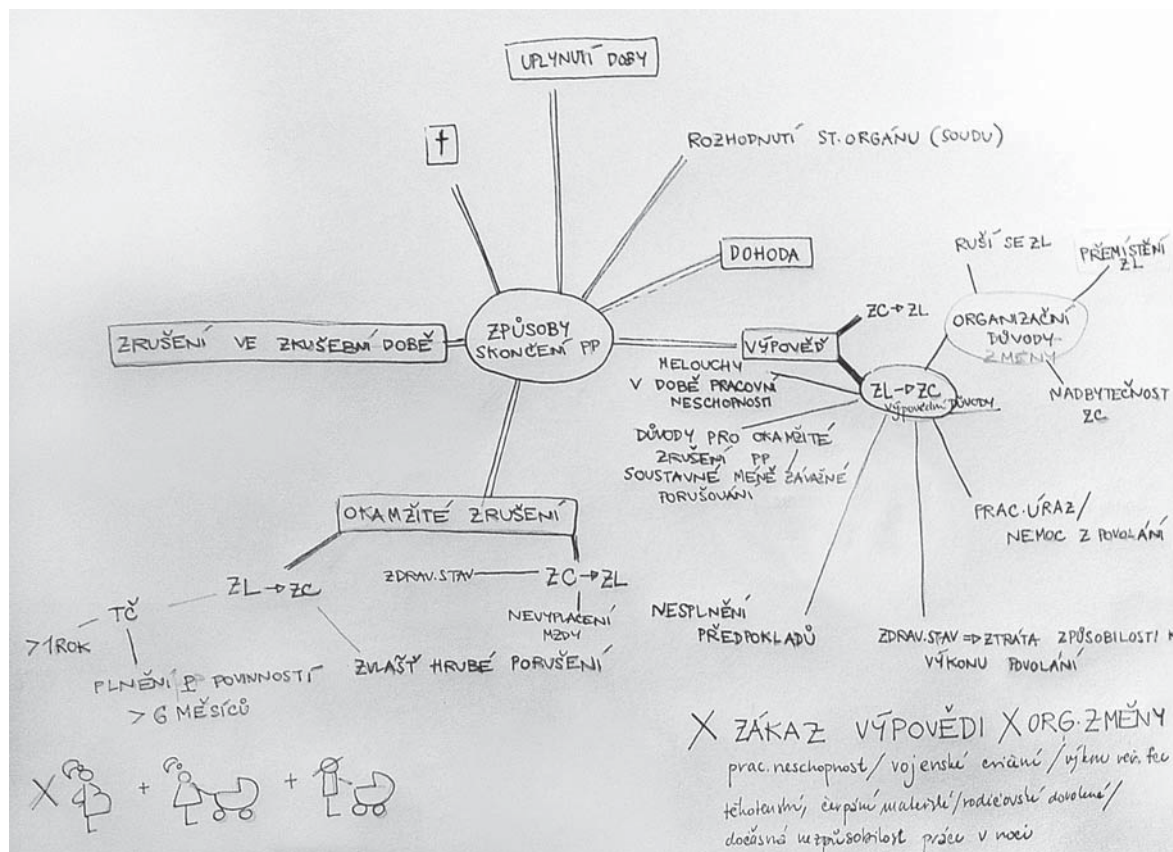 UPLYNUTÍ DOBY
†
ROZHODNUTÍ ST. ORGÁNU (SOUDU)
DOHODA
ZPŮSOBY
SKONČENÍ PP
ZRUŠENÍ VE ZKUŠEBNÍ DOBĚ
VÝPOVĚĎ
ZC→ZL
ZL→ZC
výpovědní DŮVODY
RUŠÍ SE ZL
PŘEMÍSTĚNÍ
ZL
ORGANIZAČNÍ
DŮVODY
ZMĚNY
NADBYTEČNOST
ZC
MELOUCHY
V DOBĚ PRACOVNÍ
NESCHOPNOSTI
DŮVODY PRO OKAMŽITÉ
ZRUŠENÍ PP /
SOUSTAVNÉ MÉNĚ ZÁVAŽNÉ
PORUŠOVÁNÍ
PRAC. ÚRAZ/
NEMOC Z POVOLÁNÍ
NESPLNĚNÍ
PŘEDPOKLADŮ
ZDRAV. STAV ⇒ ZTRÁTA ZPŮSOBILOSTI
VÝKONU POVOLÁNÍ
OKAMŽITÉ ZRUŠENÍ
ZL→ZC
TČ
>1ROK
PLNĚNÍ P POVINNOSTÍ
> 6 MĚSÍCŮ
ZVLÁŠŤ HRUBÉ PORUŠENÍ
ZC→ZL
ZDRAV. STAV
NEVYPLACENÍ
MZDY
X + +
X ZÁKAZ VÝPOVĚDI X ORG. ZMĚNY
prac. neschopnost / vojenské cvičení / výkon veř. fce
těhotenství, čerpání mateřské/rodičovské dovolené/
dočasná nezpůsobilost práce v noci